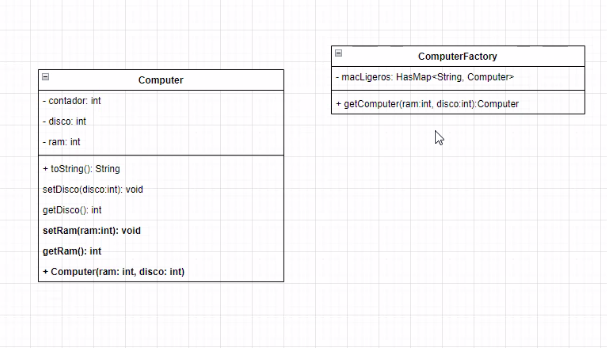 Computer
- contador: int
- disco: int
- ram: int
+ toString(): String
setDisco(disco:int): void
getDisco(): int
setRam(ram:int): void
getRam(): int
+ Computer(ram: int, disco: int)
ComputerFactory
- macLigeros: HasMap<String, Computer>
+ getComputer(ram:int, disco:int):Computer